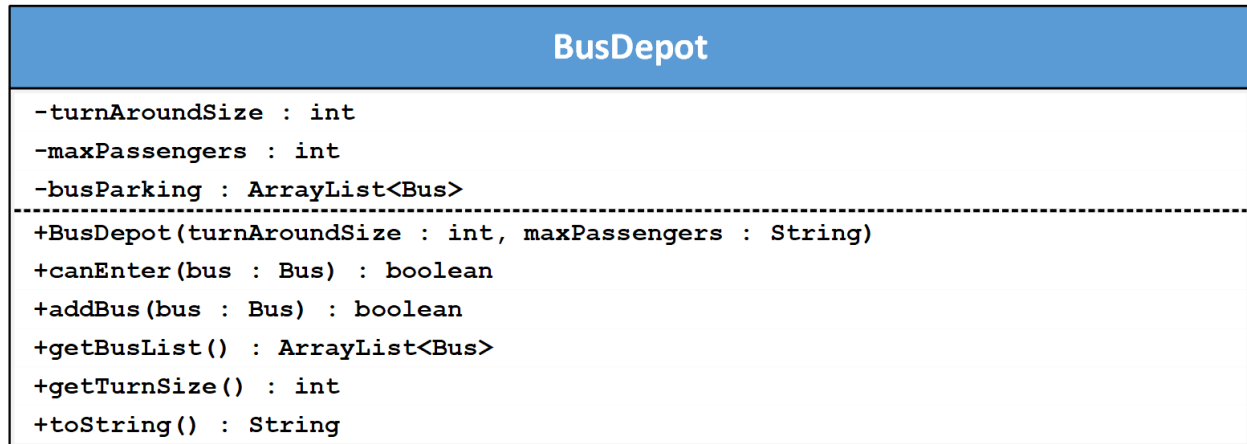 BusDepot
-turnAroundSize : int
-maxPassengers : int
-busParking : ArrayList<Bus>
+BusDepot(turnAroundSize : int, maxPassengers : String)
+canEnter(bus : Bus) : boolean
+addBus(bus : Bus) : boolean
+getBusList() : ArrayList<Bus>
+getTurnSize() : int
+toString() : String